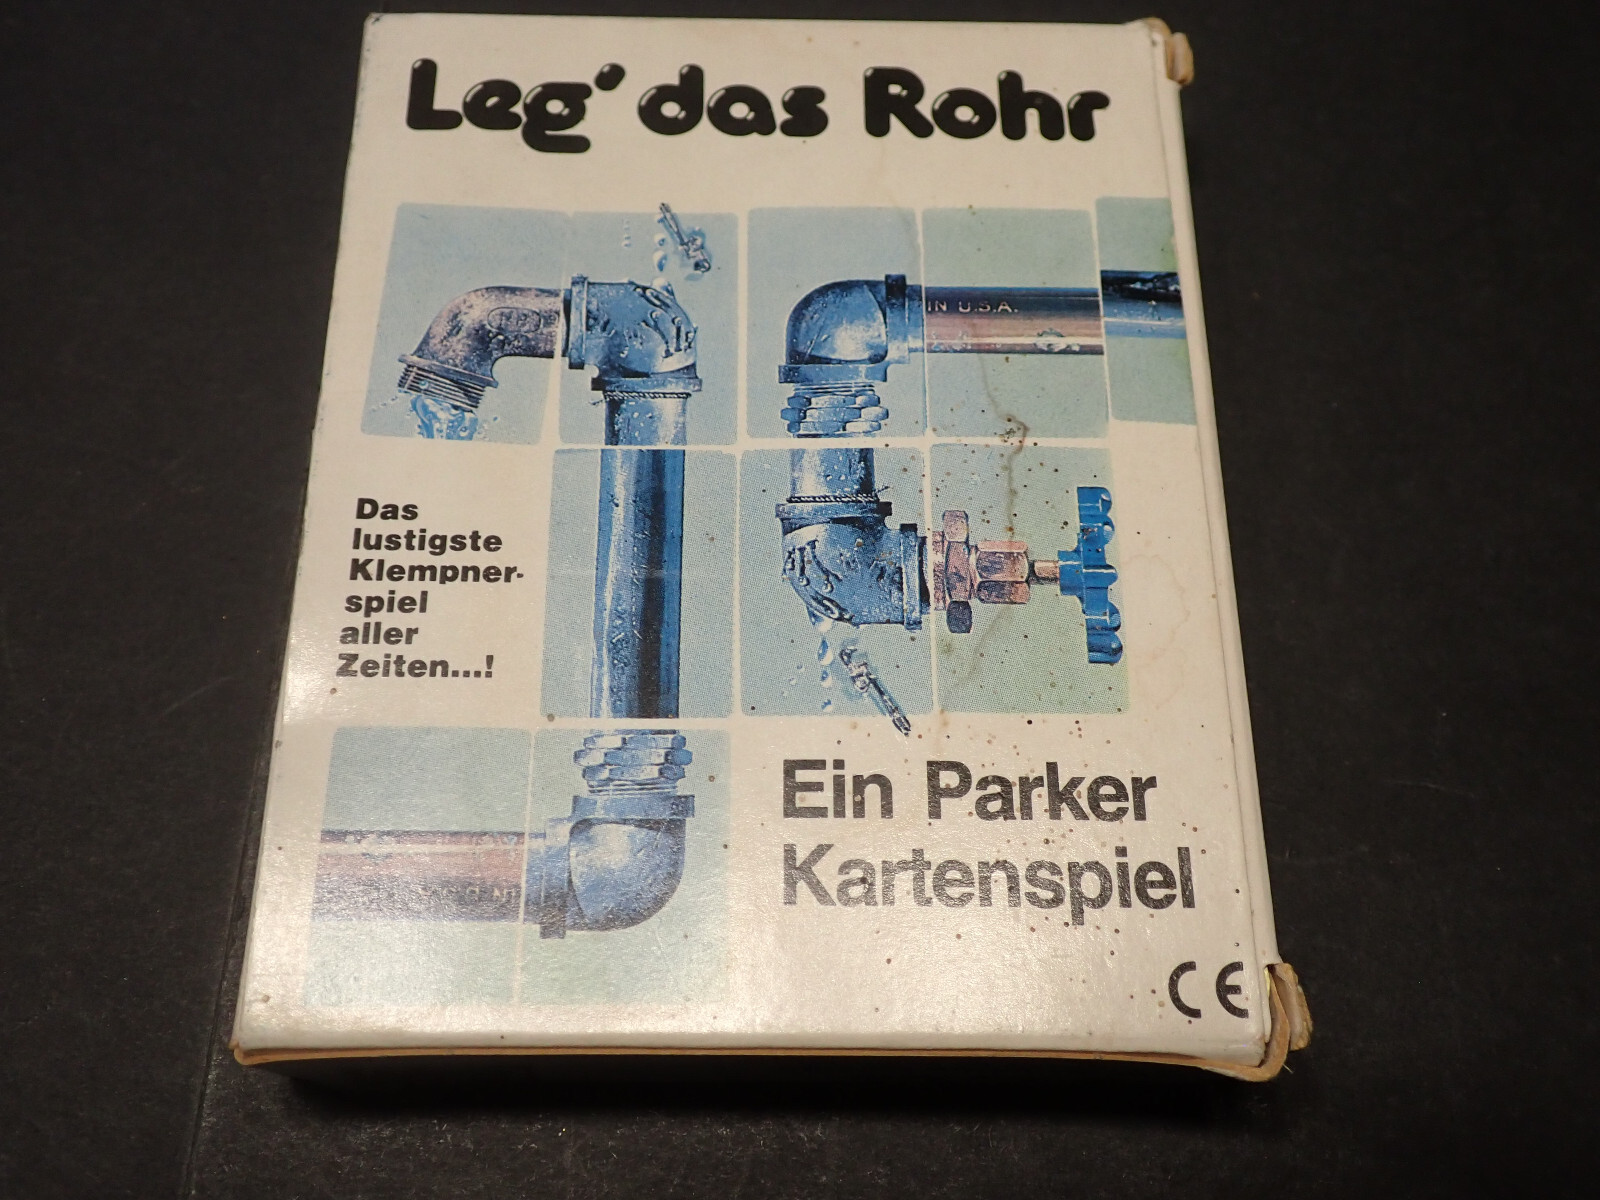 Leg' das Rohr
IN U.S.A.
Das
lustigste
Klempner-
spiel
aller
Zeiten...!
Ein Parker
Kartenspiel
CE